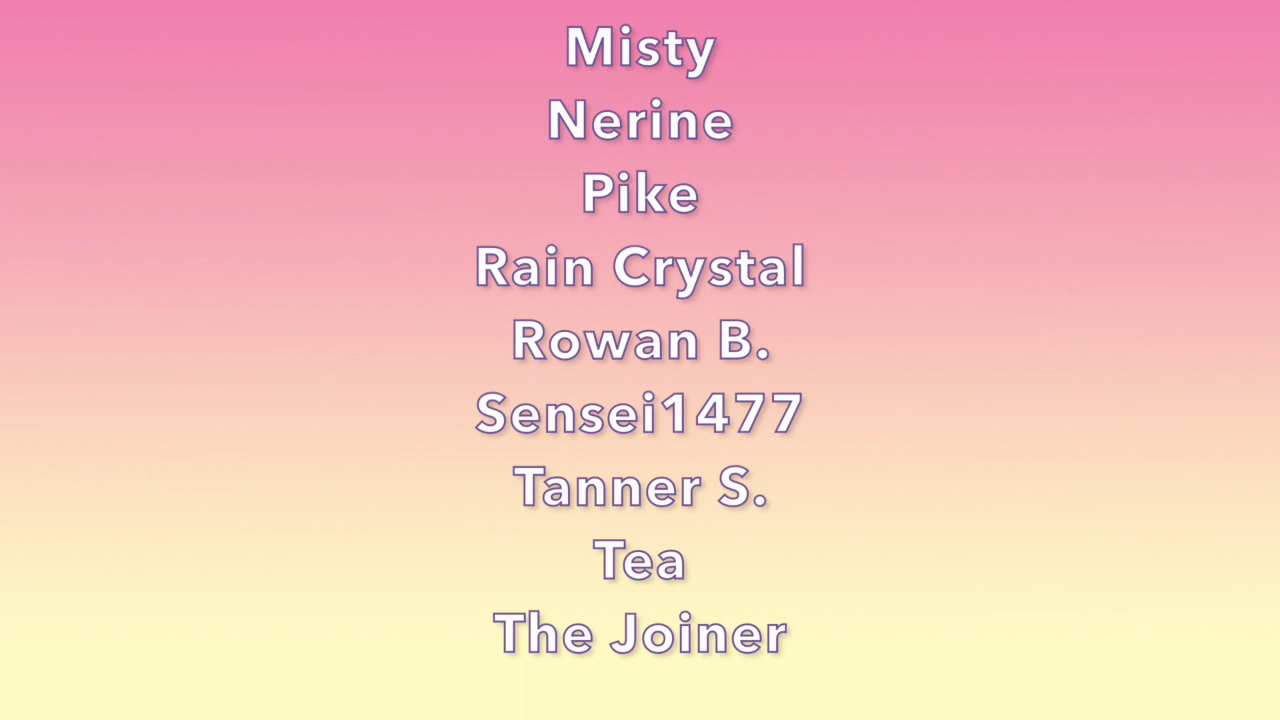 Misty
Nerine
Pike
Rain Crystal
Rowan B.
Sensei1477
Tanner S.
Tea
The Joiner